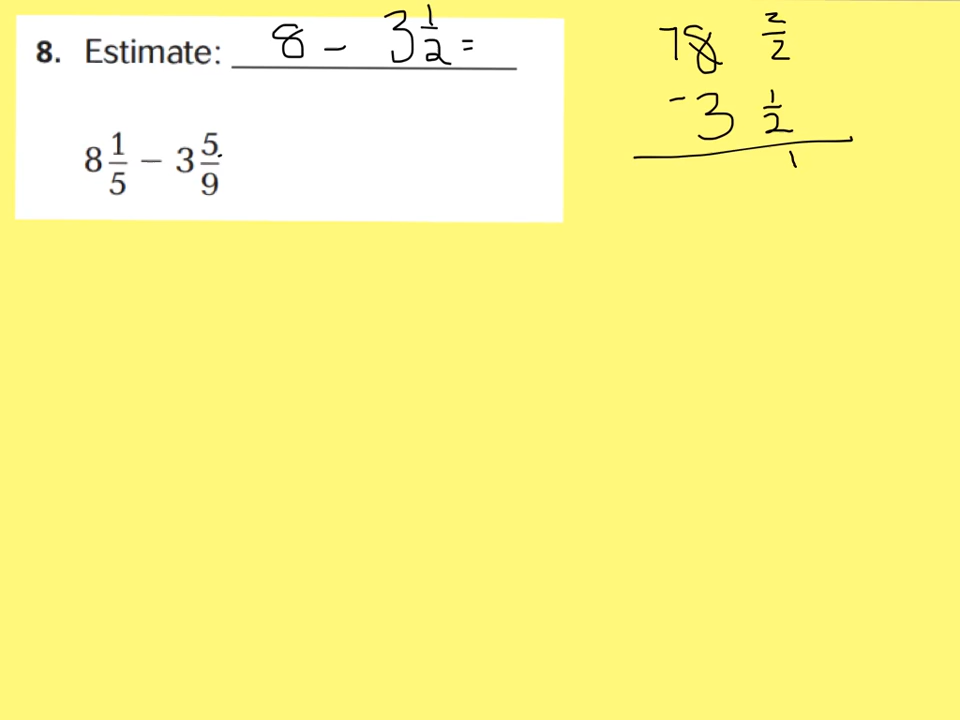 8. Estimate: 8 - 3 1/2 =
8 1/5 − 3 5/9
7 8 2/2
- 3 1/2
1